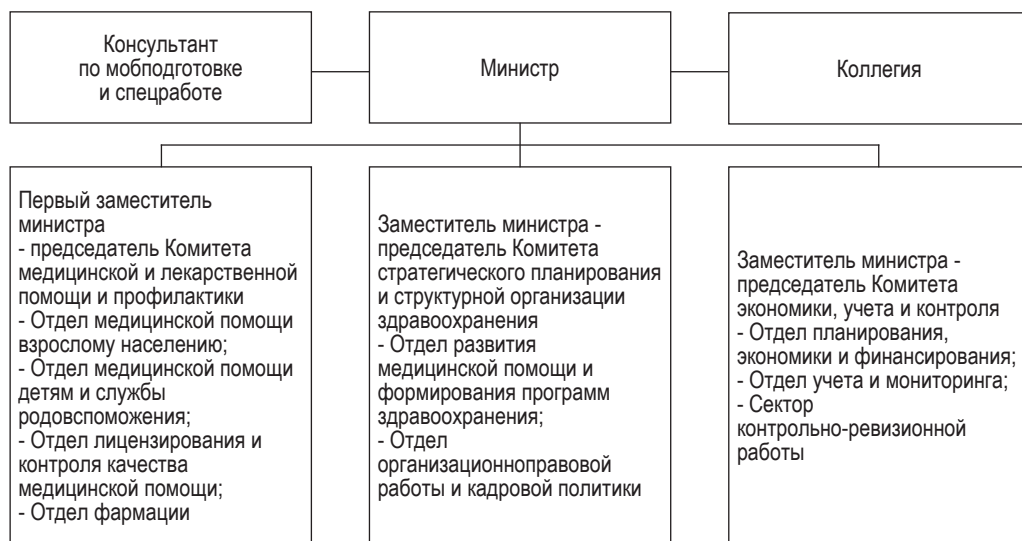 Консультант
по мобподготовке
и спецработе
Министр
Коллегия
Первый заместитель
министра
- председатель Комитета
медицинской и лекарственной
помощи и профилактики
- Отдел медицинской помощи
взрослому населению;
- Отдел медицинской помощи
детям и службы
родовспоможения;
- Отдел лицензирования и
контроля качества
медицинской помощи;
- Отдел фармации
Заместитель министра -
председатель Комитета
стратегического планирования
и структурной организации
здравоохранения
- Отдел развития
медицинской помощи и
формирования программ
здравоохранения;
- Отдел
организационноправовой
работы и кадровой политики
Заместитель министра -
председатель Комитета
экономики, учета и контроля
- Отдел планирования,
экономики и финансирования;
- Отдел учета и мониторинга;
- Сектор
контрольно-ревизионной
работы